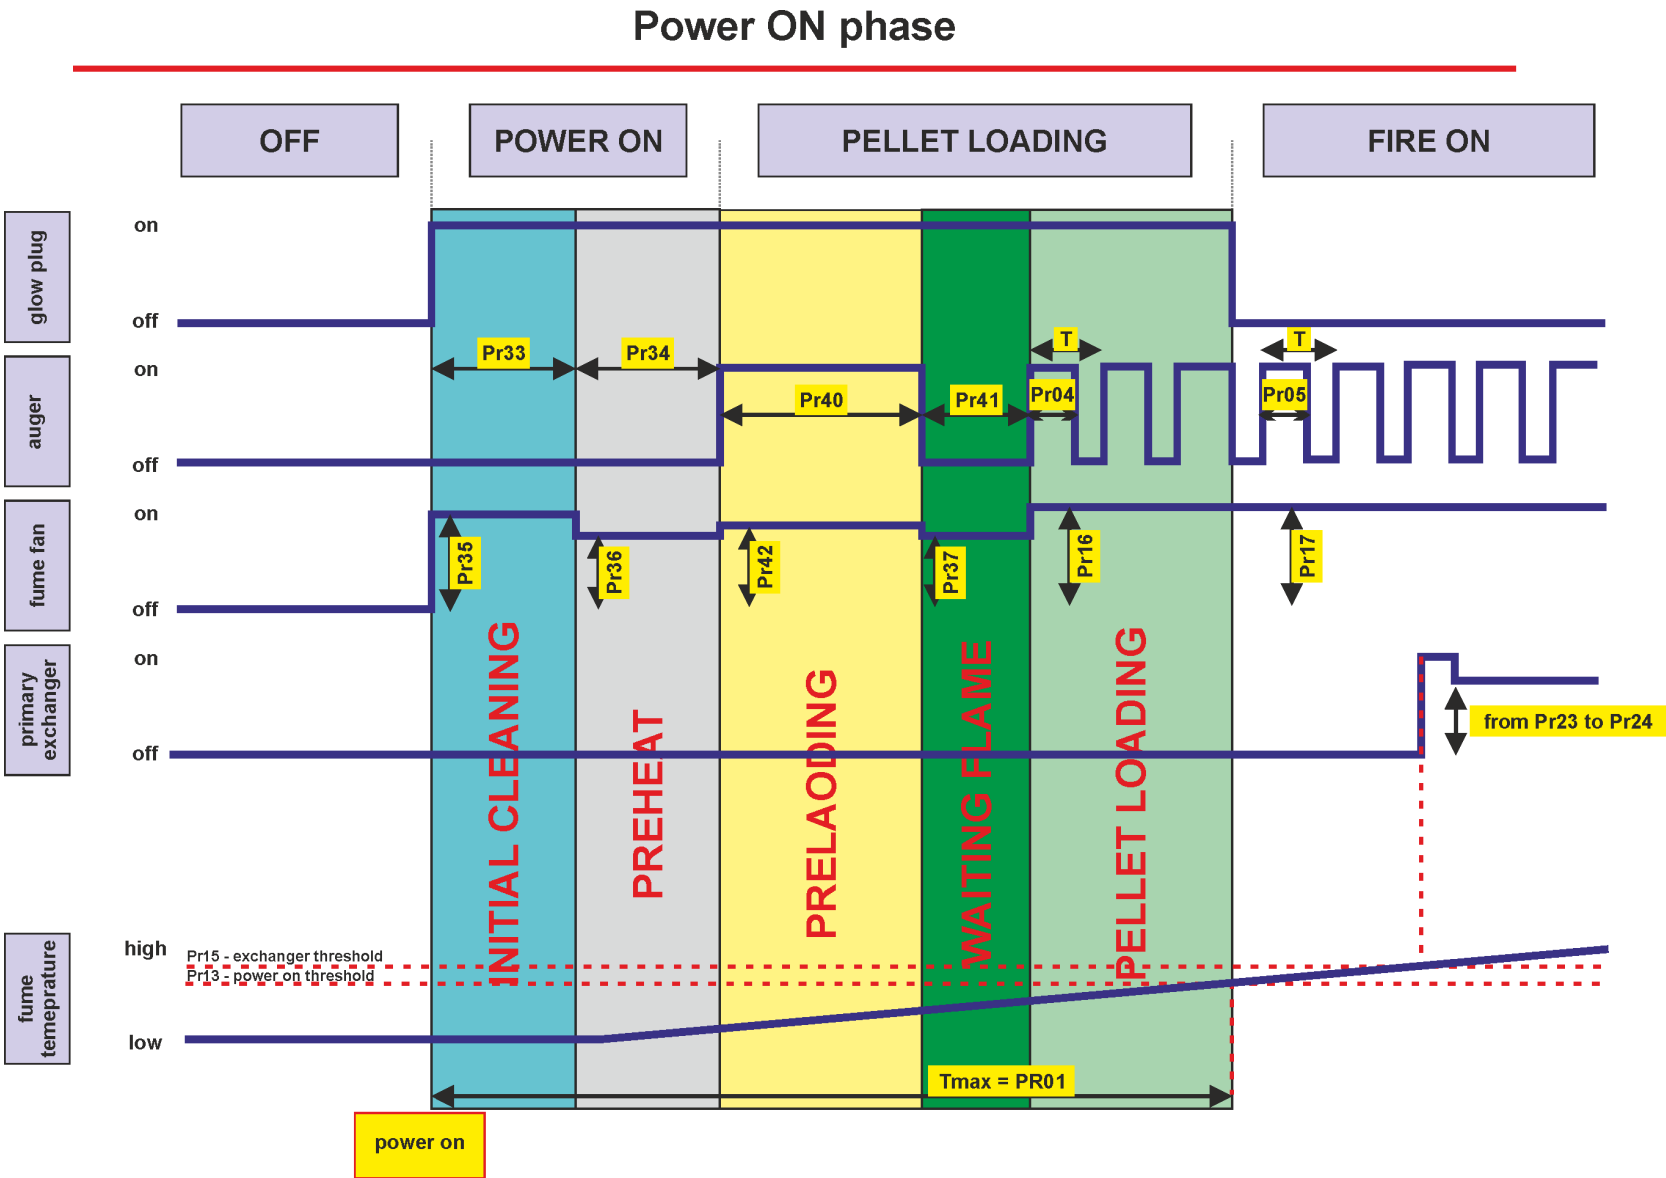 Power ON phase
OFF
POWER ON
PELLET LOADING
FIRE ON
glow plug
on
off
auger
on
off
Pr33
Pr34
Pr40
Pr41
T
Pr04
T
Pr05
fume fan
on
off
Pr35
Pr36
Pr42
Pr37
Pr16
Pr17
primary
exchanger
on
off
from Pr23 to Pr24
INITIAL CLEANING
PREHEAT
PRELAODING
WAITING FLAME
PELLET LOADING
fume
temeprature
high
low
Pr15 - exchanger threshold
Pr13 - power on threshold
Tmax = PR01
power on